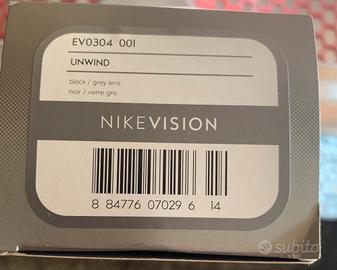 EV0304 001
UNWIND
black / grey lens
noir / verre gris
NIKEVISION
8 84776 07029 6 14
subito